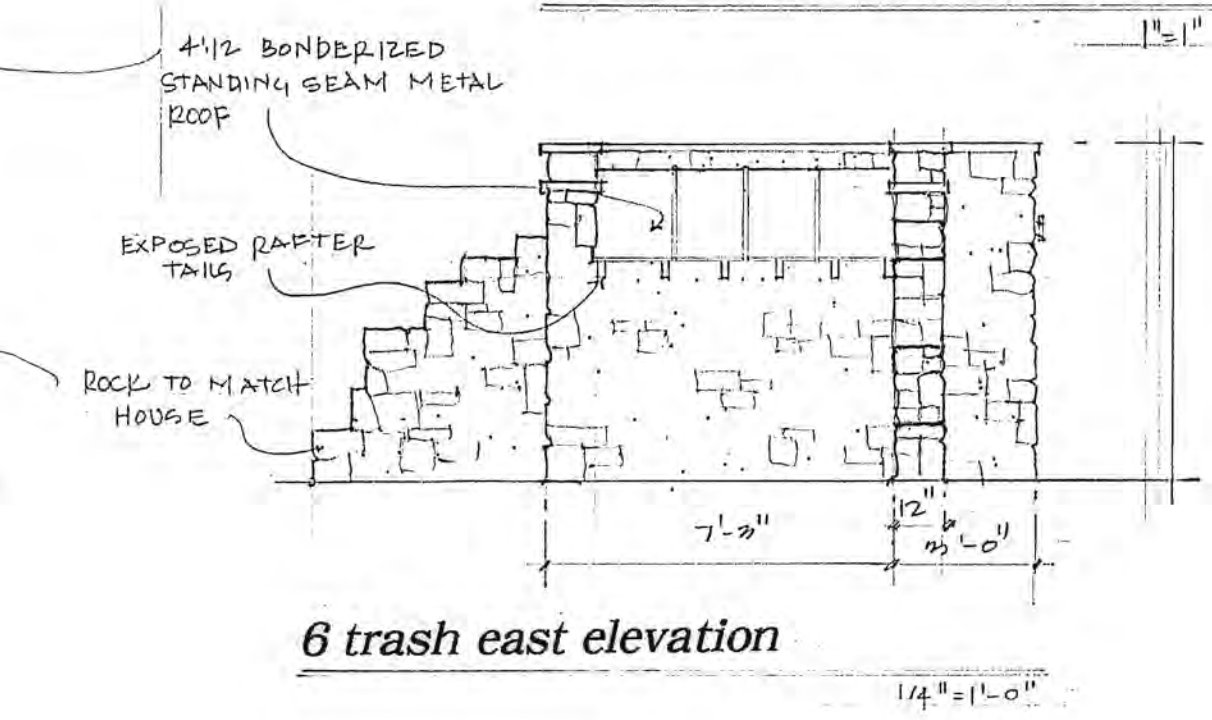 1"=1"
4:12 BONDERIZED
STANDING SEAM METAL
ROOF
EXPOSED RAFTER
TAILS
ROCK TO MATCH
HOUSE
12"
7'-3"
3'-0"
6 trash east elevation
1/4"=1'-0"